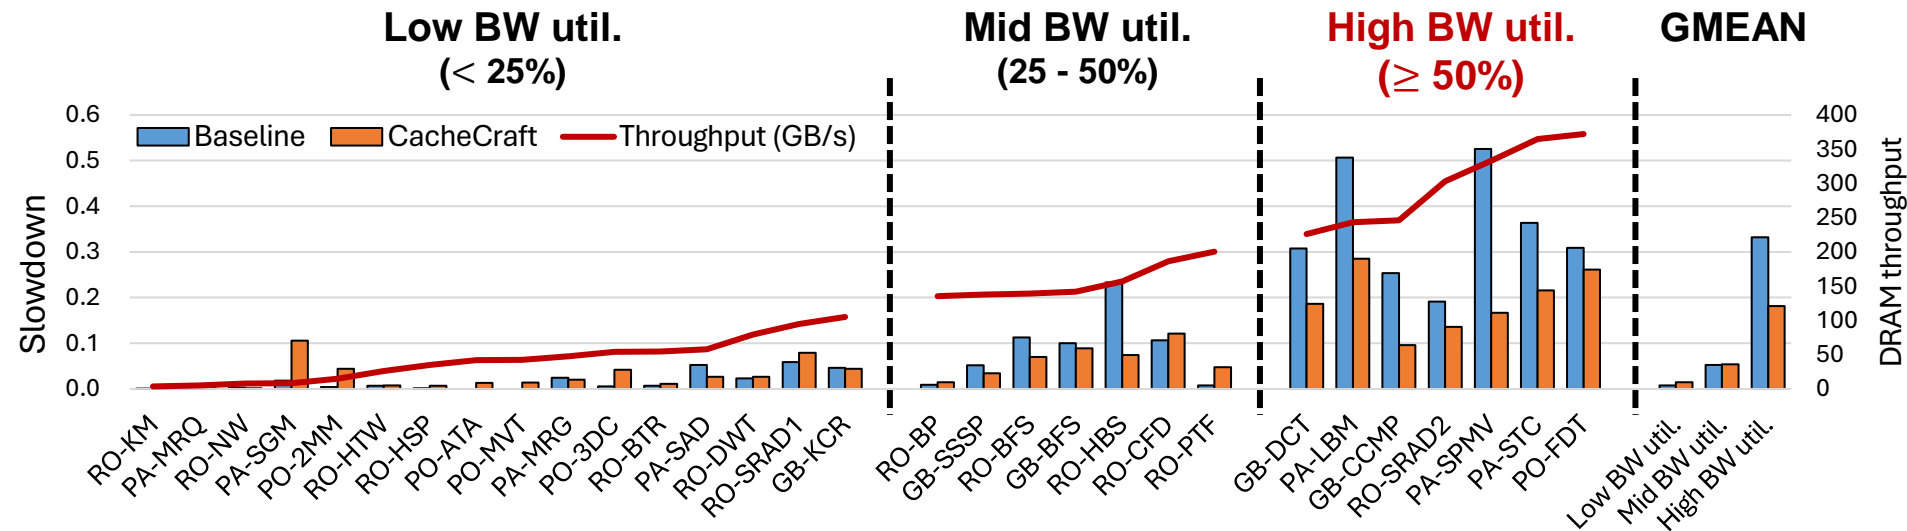 Low BW util.
(< 25%)
Mid BW util.
(25 - 50%)
High BW util.
(≥ 50%)
GMEAN
Baseline
CacheCraft
Throughput (GB/s)
Slowdown
0.6
0.5
0.4
0.3
0.2
0.1
0.0
400
350
300
250
200
150
100
50
0
DRAM throughput
RO-KM
PA-MRQ
RO-NW
PA-SGM
PO-2MM
RO-HTW
RO-HSP
PO-ATA
PO-MVT
PA-MRG
PO-3DC
RO-BTR
PA-SAD
RO-DWT
RO-SRAD1
GB-KCR
RO-BP
GB-SSSP
RO-BFS
GB-BFS
RO-HBS
RO-CFD
RO-PTF
GB-DCT
PA-LBM
GB-CCMP
RO-SRAD2
PA-SPMV
PA-STC
PO-FDT
Low BW util.
Mid BW util.
High BW util.